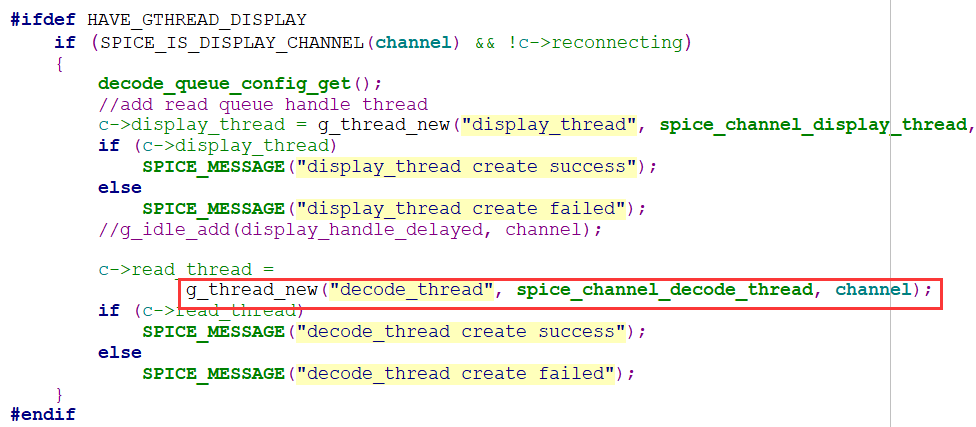 #ifdef HAVE_GTHREAD_DISPLAY
    if (SPICE_IS_DISPLAY_CHANNEL(channel) && !c->reconnecting)
    {
        decode_queue_config_get();
        //add read queue handle thread
        c->display_thread = g_thread_new("display_thread", spice_channel_display_thread,
        if (c->display_thread)
            SPICE_MESSAGE("display_thread create success");
        else
            SPICE_MESSAGE("display_thread create failed");
        //g_idle_add(display_handle_delayed, channel);

        c->read_thread =
                g_thread_new("decode_thread", spice_channel_decode_thread, channel);
        if (c->read_thread)
            SPICE_MESSAGE("decode_thread create success");
        else
            SPICE_MESSAGE("decode_thread create failed");
    }
#endif